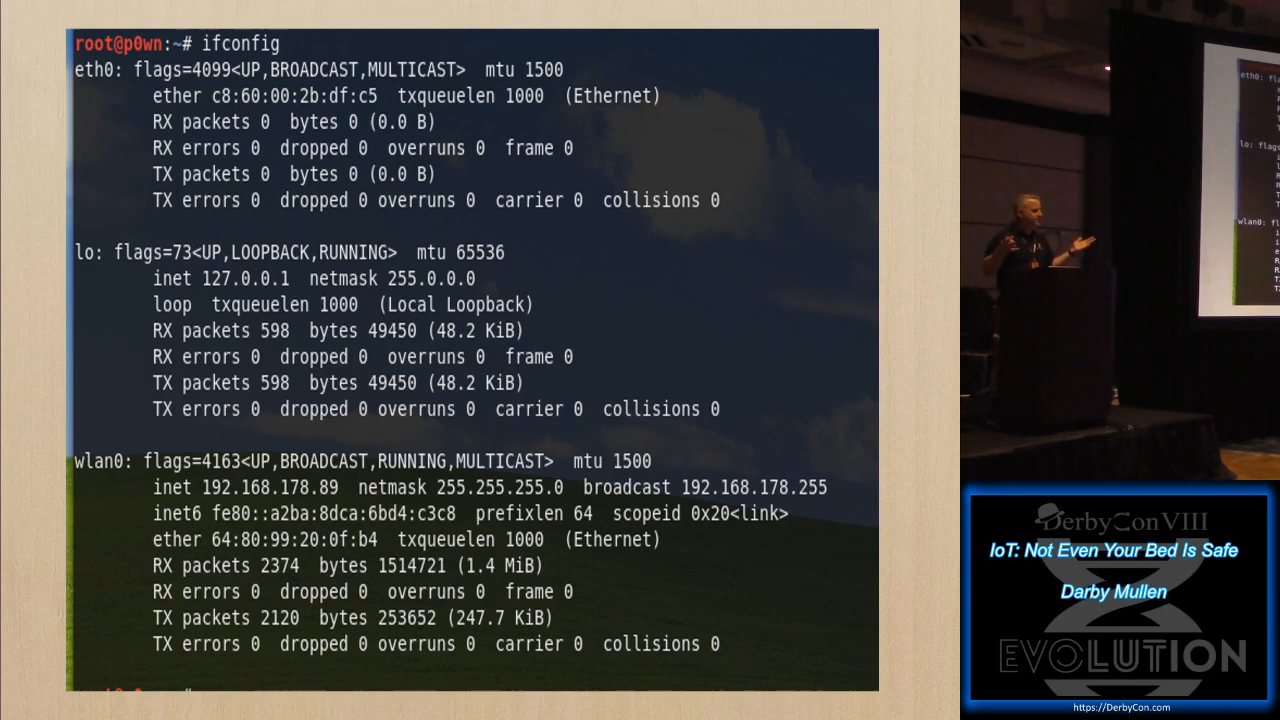 root@p0wn:~# ifconfig
eth0: flags=4099<UP,BROADCAST,MULTICAST>  mtu 1500
ether c8:60:00:2b:df:c5  txqueuelen 1000  (Ethernet)
RX packets 0  bytes 0 (0.0 B)
RX errors 0  dropped 0  overruns 0  frame 0
TX packets 0  bytes 0 (0.0 B)
TX errors 0  dropped 0 overruns 0  carrier 0  collisions 0
lo: flags=73<UP,LOOPBACK,RUNNING>  mtu 65536
inet 127.0.0.1  netmask 255.0.0.0
loop  txqueuelen 1000  (Local Loopback)
RX packets 598  bytes 49450 (48.2 KiB)
RX errors 0  dropped 0  overruns 0  frame 0
TX packets 598  bytes 49450 (48.2 KiB)
TX errors 0  dropped 0 overruns 0  carrier 0  collisions 0
wlan0: flags=4163<UP,BROADCAST,RUNNING,MULTICAST>  mtu 1500
inet 192.168.178.89  netmask 255.255.255.0  broadcast 192.168.178.255
inet6 fe80::a2ba:8dca:6bd4:c3c8  prefixlen 64  scopeid 0x20<link>
ether 64:80:99:20:0f:b4  txqueuelen 1000  (Ethernet)
RX packets 2374  bytes 1514721 (1.4 MiB)
RX errors 0  dropped 0  overruns 0  frame 0
TX packets 2120  bytes 253652 (247.7 KiB)
TX errors 0  dropped 0 overruns 0  carrier 0  collisions 0
eth0: fla
lo: flags
wlan0: fl
DerbyCon VIII
IoT: Not Even Your Bed Is Safe
Darby Mullen
EVOLUTION
https://DerbyCon.com